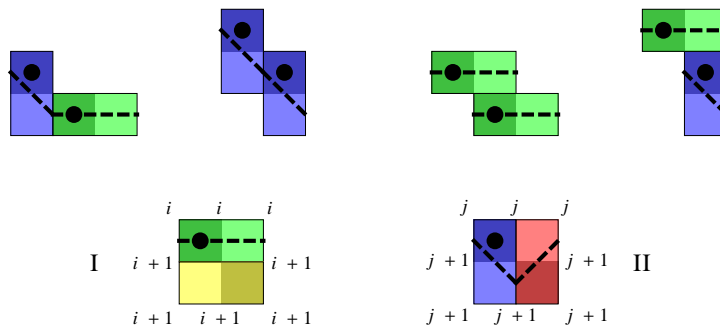 i i i
j j j
I i + 1 i + 1
j + 1 j + 1 II
i + 1 i + 1 i + 1
j + 1 j + 1 j + 1